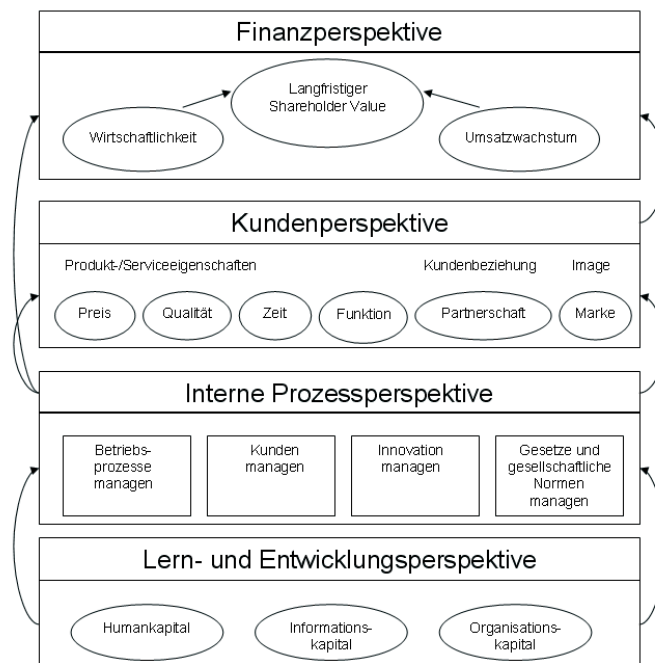 Finanzperspektive
Langfristiger
Shareholder Value
Wirtschaftlichkeit
Umsatzwachstum
Kundenperspektive
Produkt-/Serviceeigenschaften
Kundenbeziehung
Image
Preis
Qualität
Zeit
Funktion
Partnerschaft
Marke
Interne Prozessperspektive
Betriebs-
prozesse
managen
Kunden
managen
Innovation
managen
Gesetze und
gesellschaftliche
Normen
managen
Lern- und Entwicklungsperspektive
Humankapital
Informations-
kapital
Organisations-
kapital